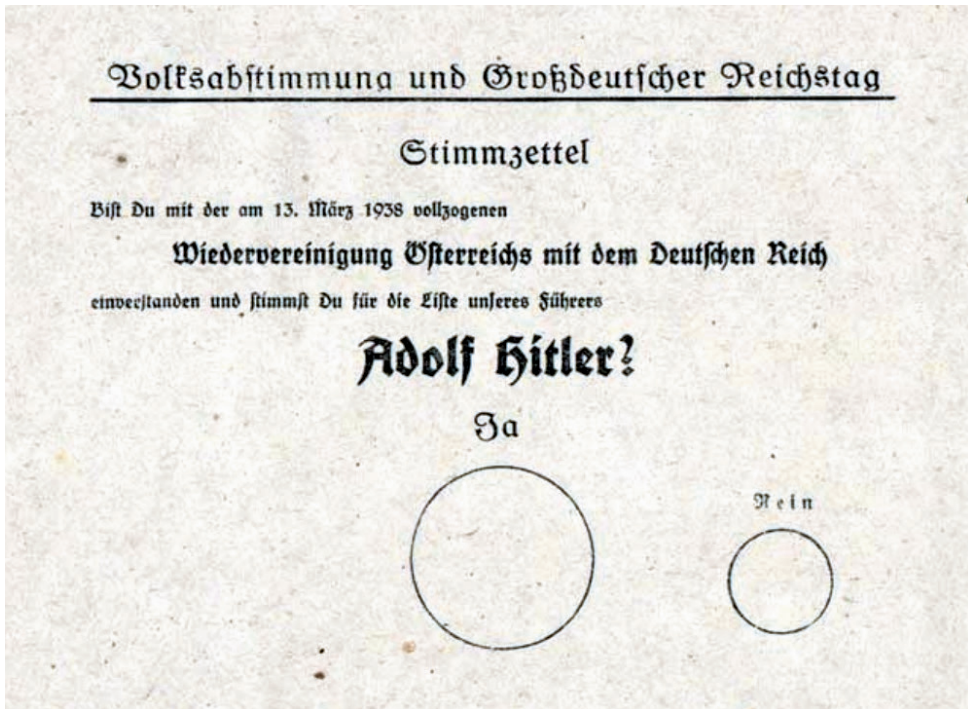 Volksabstimmung und Großdeutscher Reichstag
Stimmzettel
Bist Du mit der am 13. März 1938 vollzogenen
Wiedervereinigung Österreichs mit dem Deutschen Reich
einverstanden und stimmst Du für die Liste unseres Führers
Adolf Hitler?
Ja
Nein